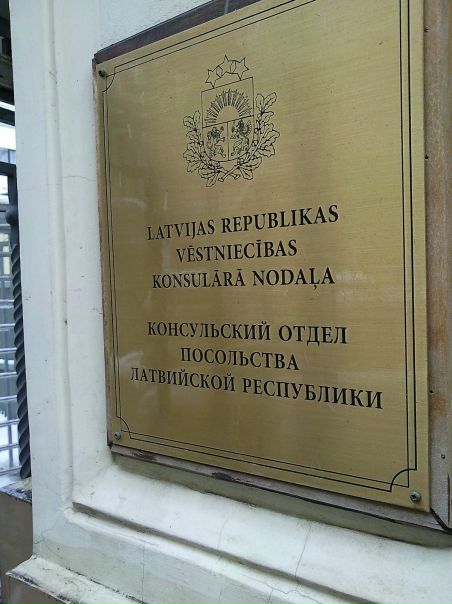 LATVIJAS REPUBLIKAS
VĒSTNIECĪBAS
KONSULĀRĀ NODAĻA
КОНСУЛЬСКИЙ ОТДЕЛ
ПОСОЛЬСТВА
ЛАТВИЙСКОЙ РЕСПУБЛИКИ